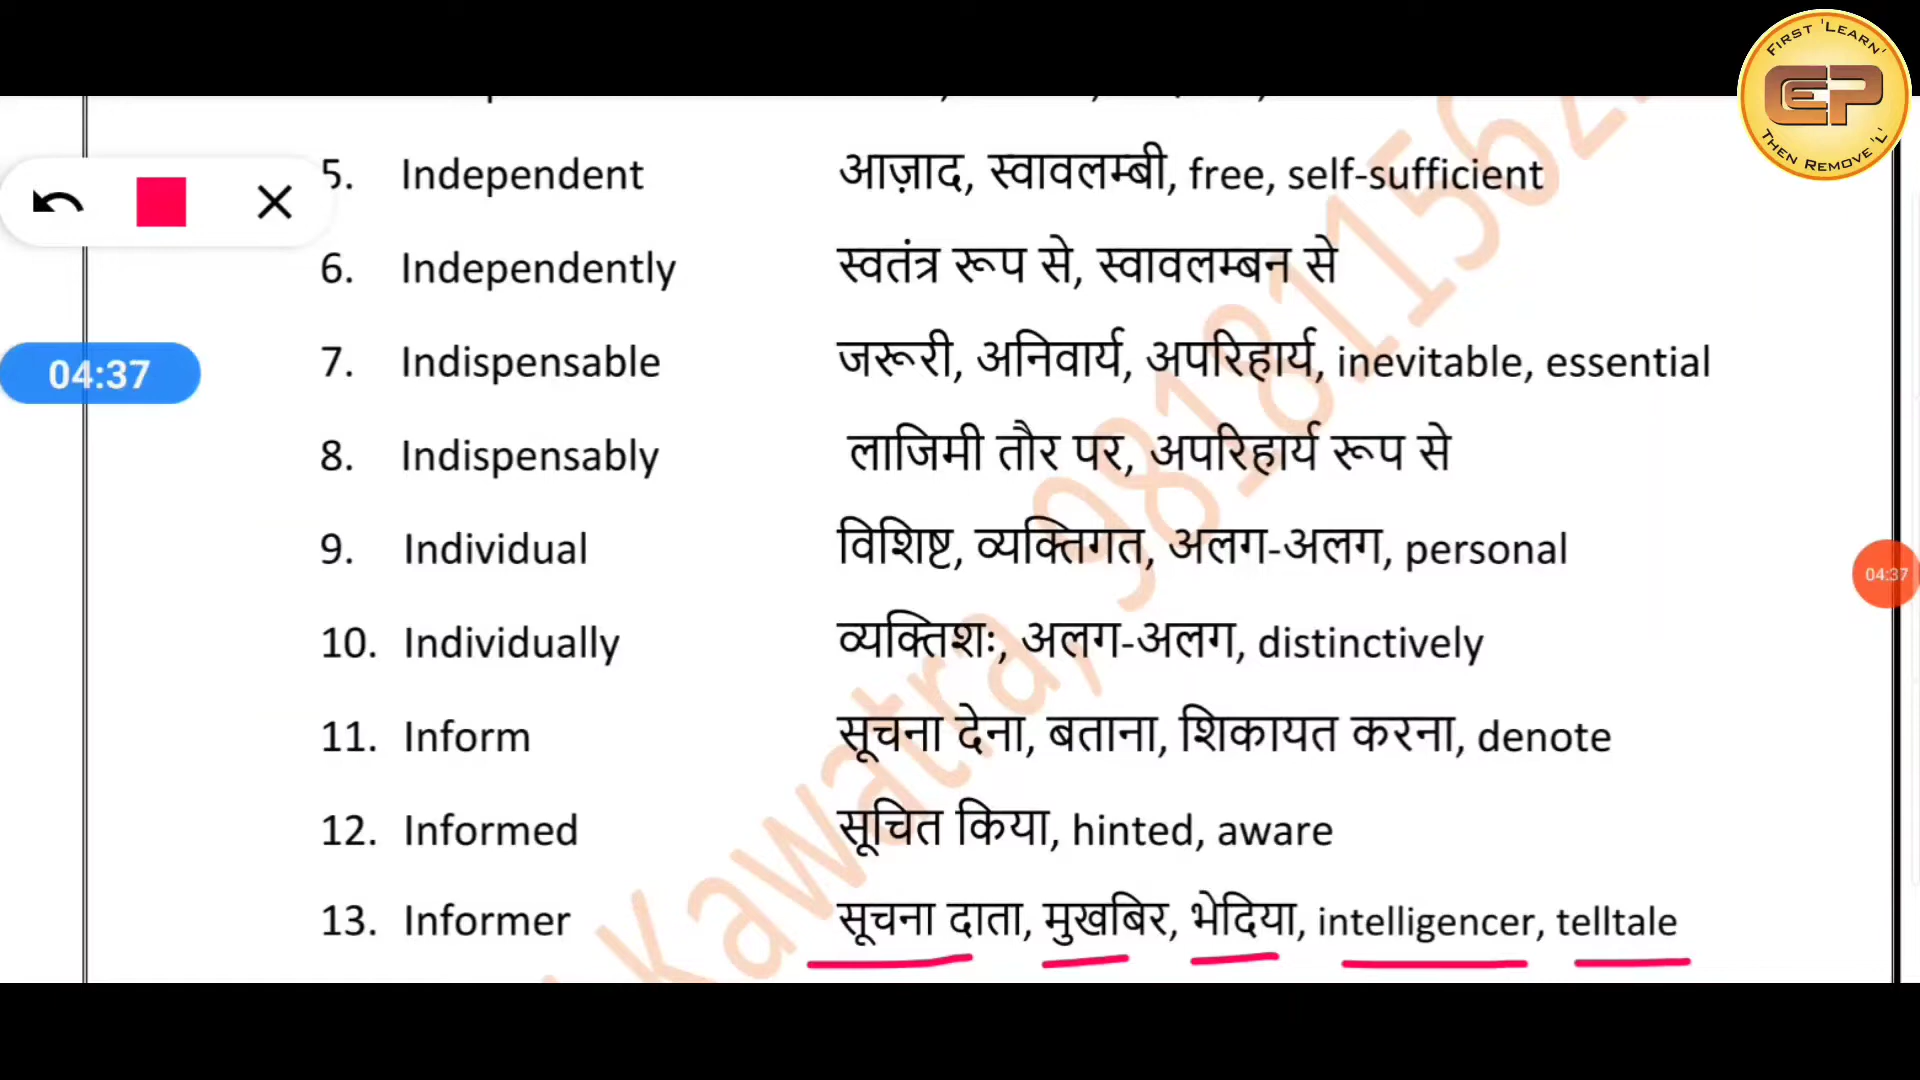 FIRST 'LEARN'
EP
THEN REMOVE 'L'
5. Independent आज़ाद, स्वावलम्बी, free, self-sufficient
6. Independently स्वतंत्र रूप से, स्वावलम्बन से
04:37
7. Indispensable जरूरी, अनिवार्य, अपरिहार्य, inevitable, essential
8. Indispensably लाजिमी तौर पर, अपरिहार्य रूप से
9. Individual विशिष्ट, व्यक्तिगत, अलग-अलग, personal
04:37
10. Individually व्यक्तिशः, अलग-अलग, distinctively
11. Inform सूचना देना, बताना, शिकायत करना, denote
12. Informed सूचित किया, hinted, aware
13. Informer सूचना दाता, मुखबिर, भेदिया, intelligencer, telltale
Kawatra, 981811562